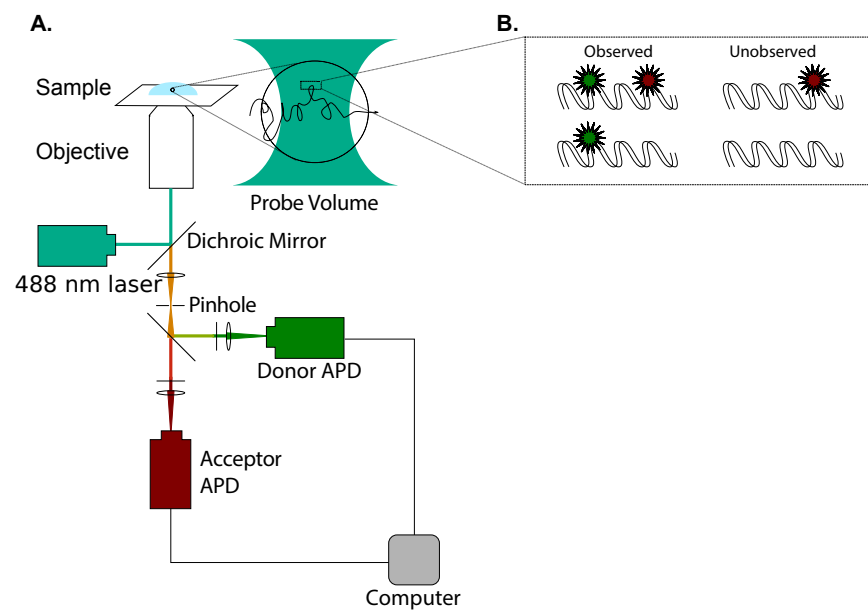 A.
B.
Observed
Unobserved
Sample
Objective
Probe Volume
Dichroic Mirror
488 nm laser
Pinhole
Donor APD
Acceptor
APD
Computer